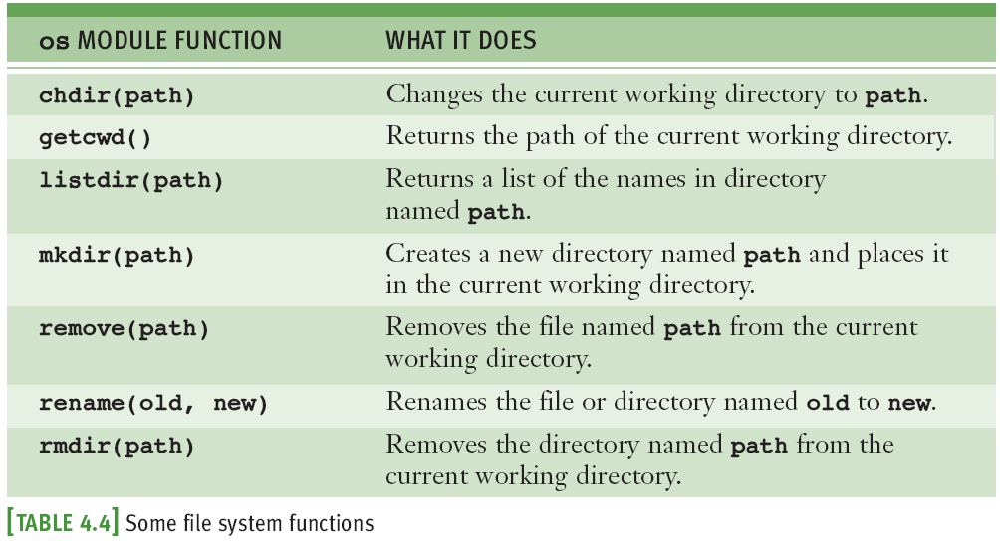 os MODULE FUNCTION WHAT IT DOES
chdir(path) Changes the current working directory to path.
getcwd() Returns the path of the current working directory.
listdir(path) Returns a list of the names in directory
named path.
mkdir(path) Creates a new directory named path and places it
in the current working directory.
remove(path) Removes the file named path from the current
working directory.
rename(old, new) Renames the file or directory named old to new.
rmdir(path) Removes the directory named path from the
current working directory.
[TABLE 4.4] Some file system functions